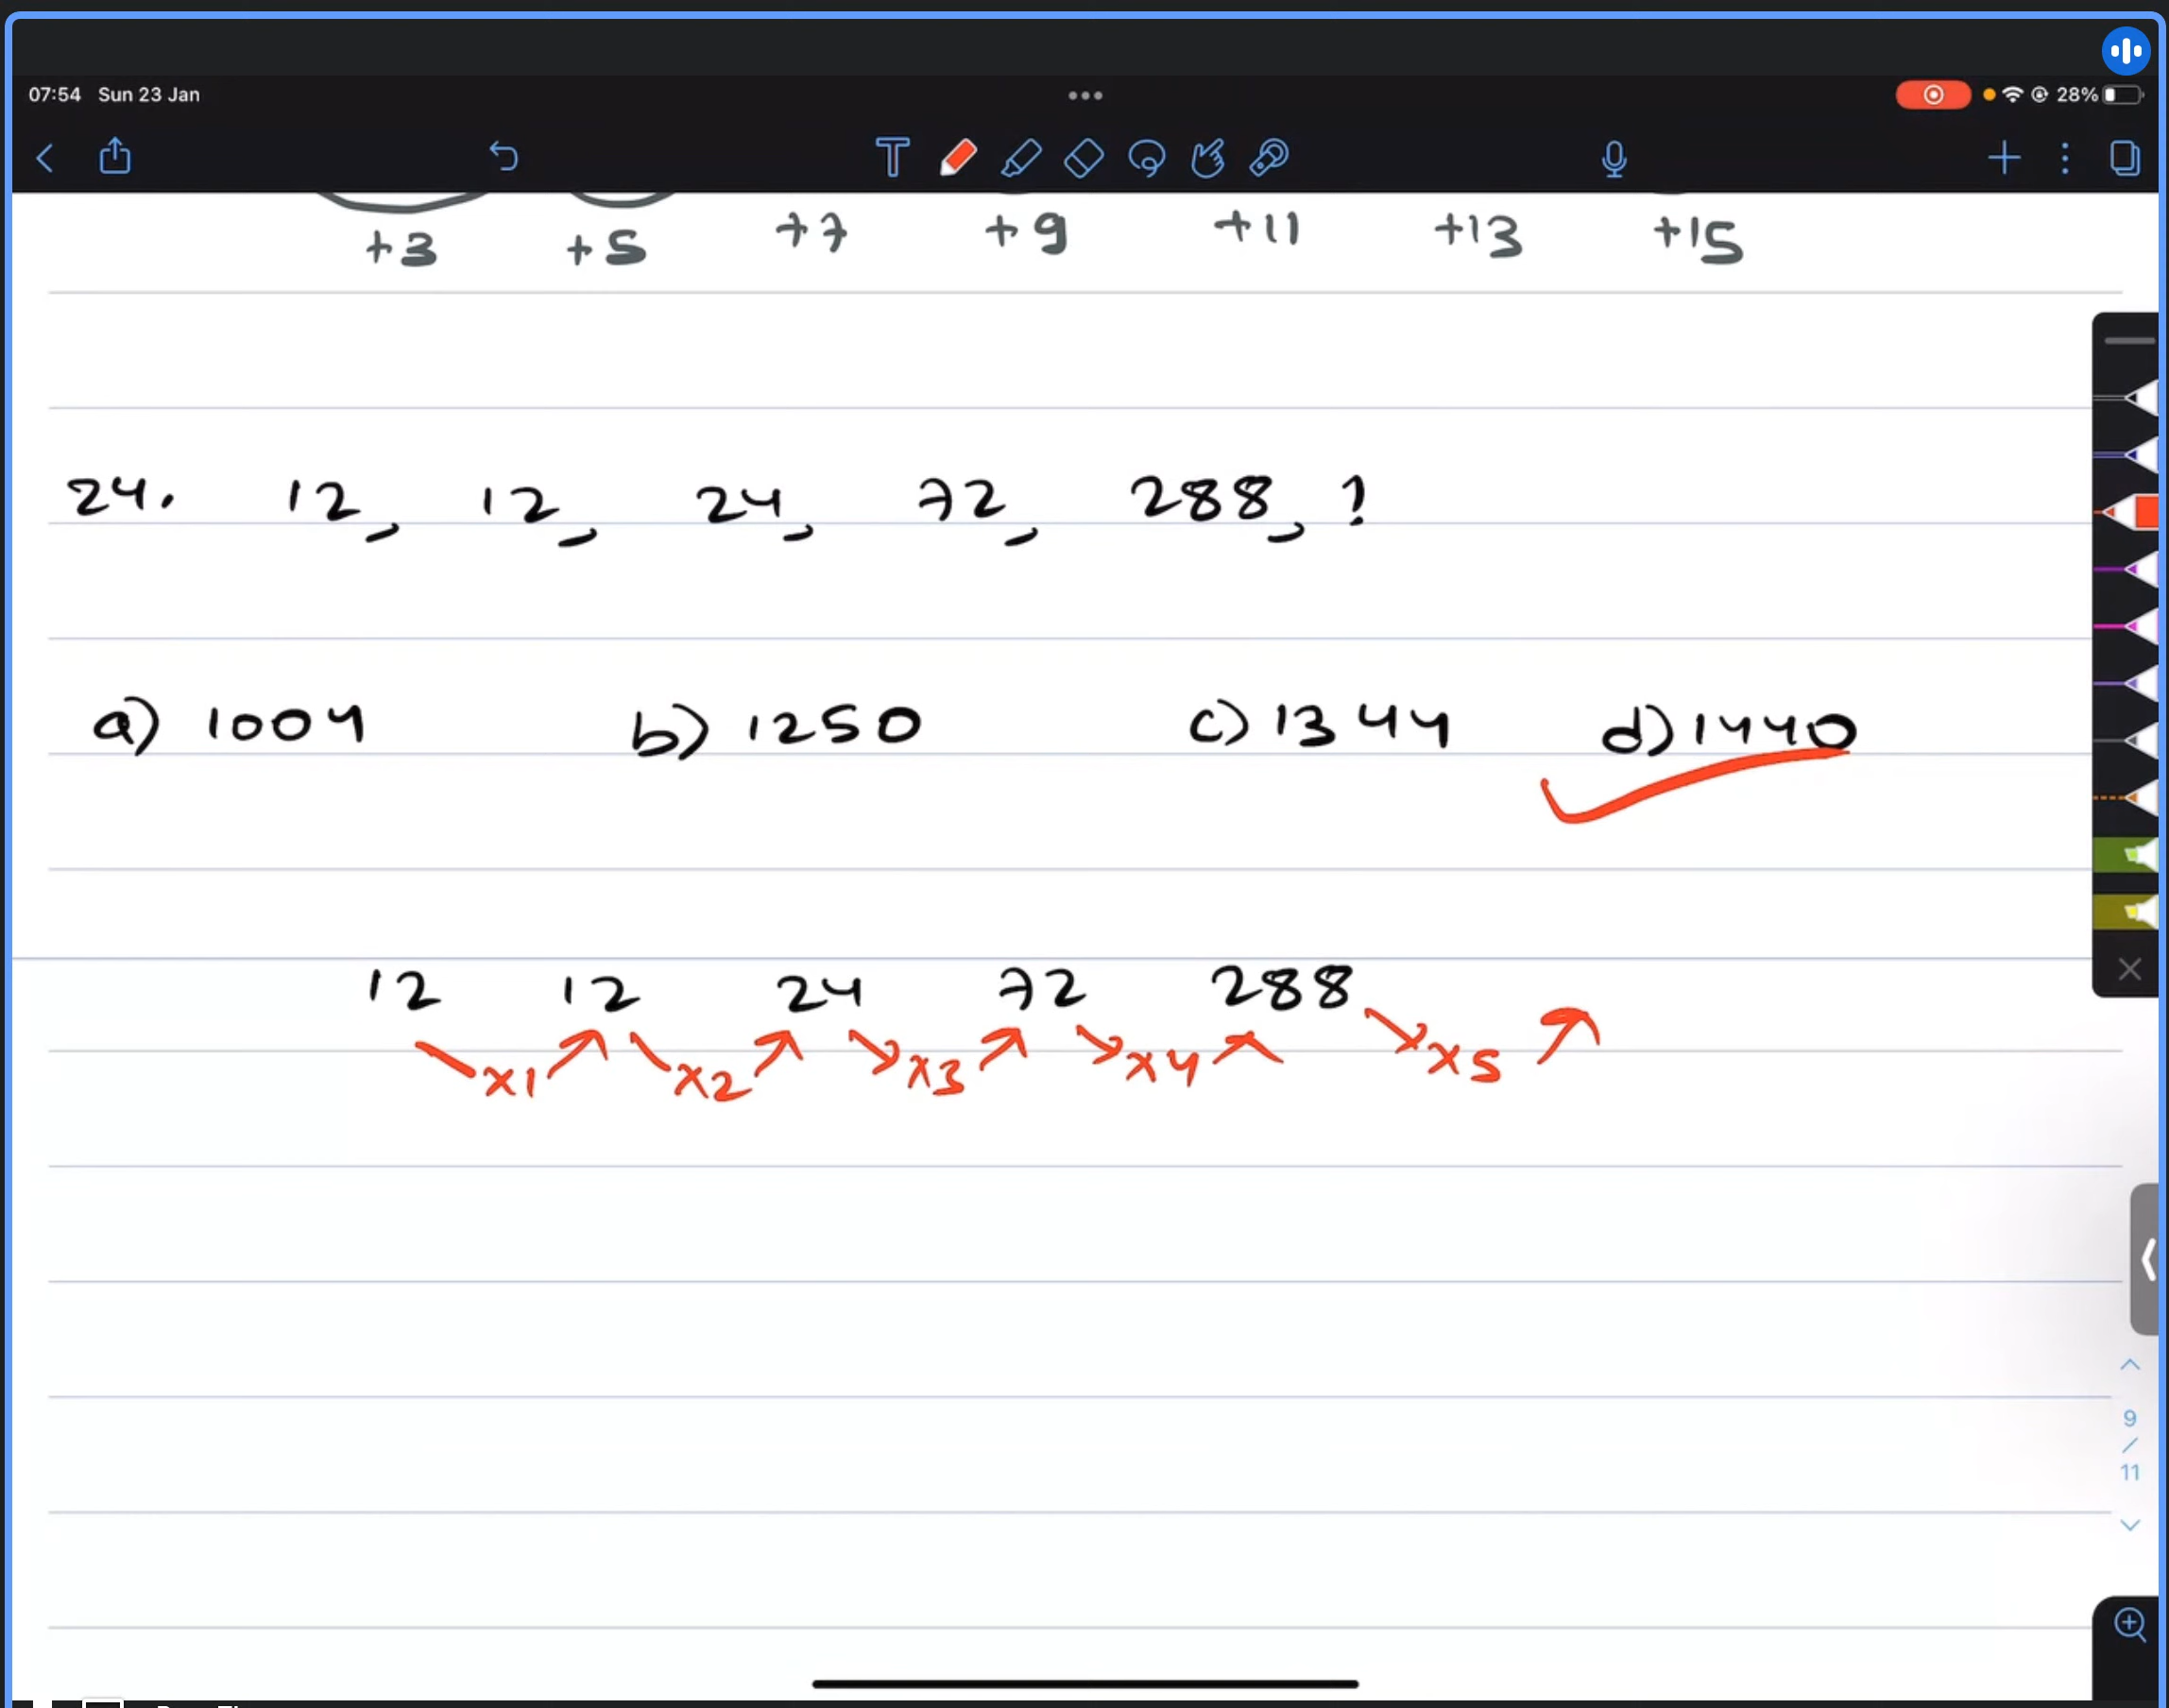 07:54 Sun 23 Jan
28%
+3 +5 +7 +9 +11 +13 +15
24. 12, 12, 24, 72, 288, ?
a) 1004 b) 1250 c) 1344 d) 1440
12 12 24 72 288
x1 x2 x3 x4 x5
9
/
11